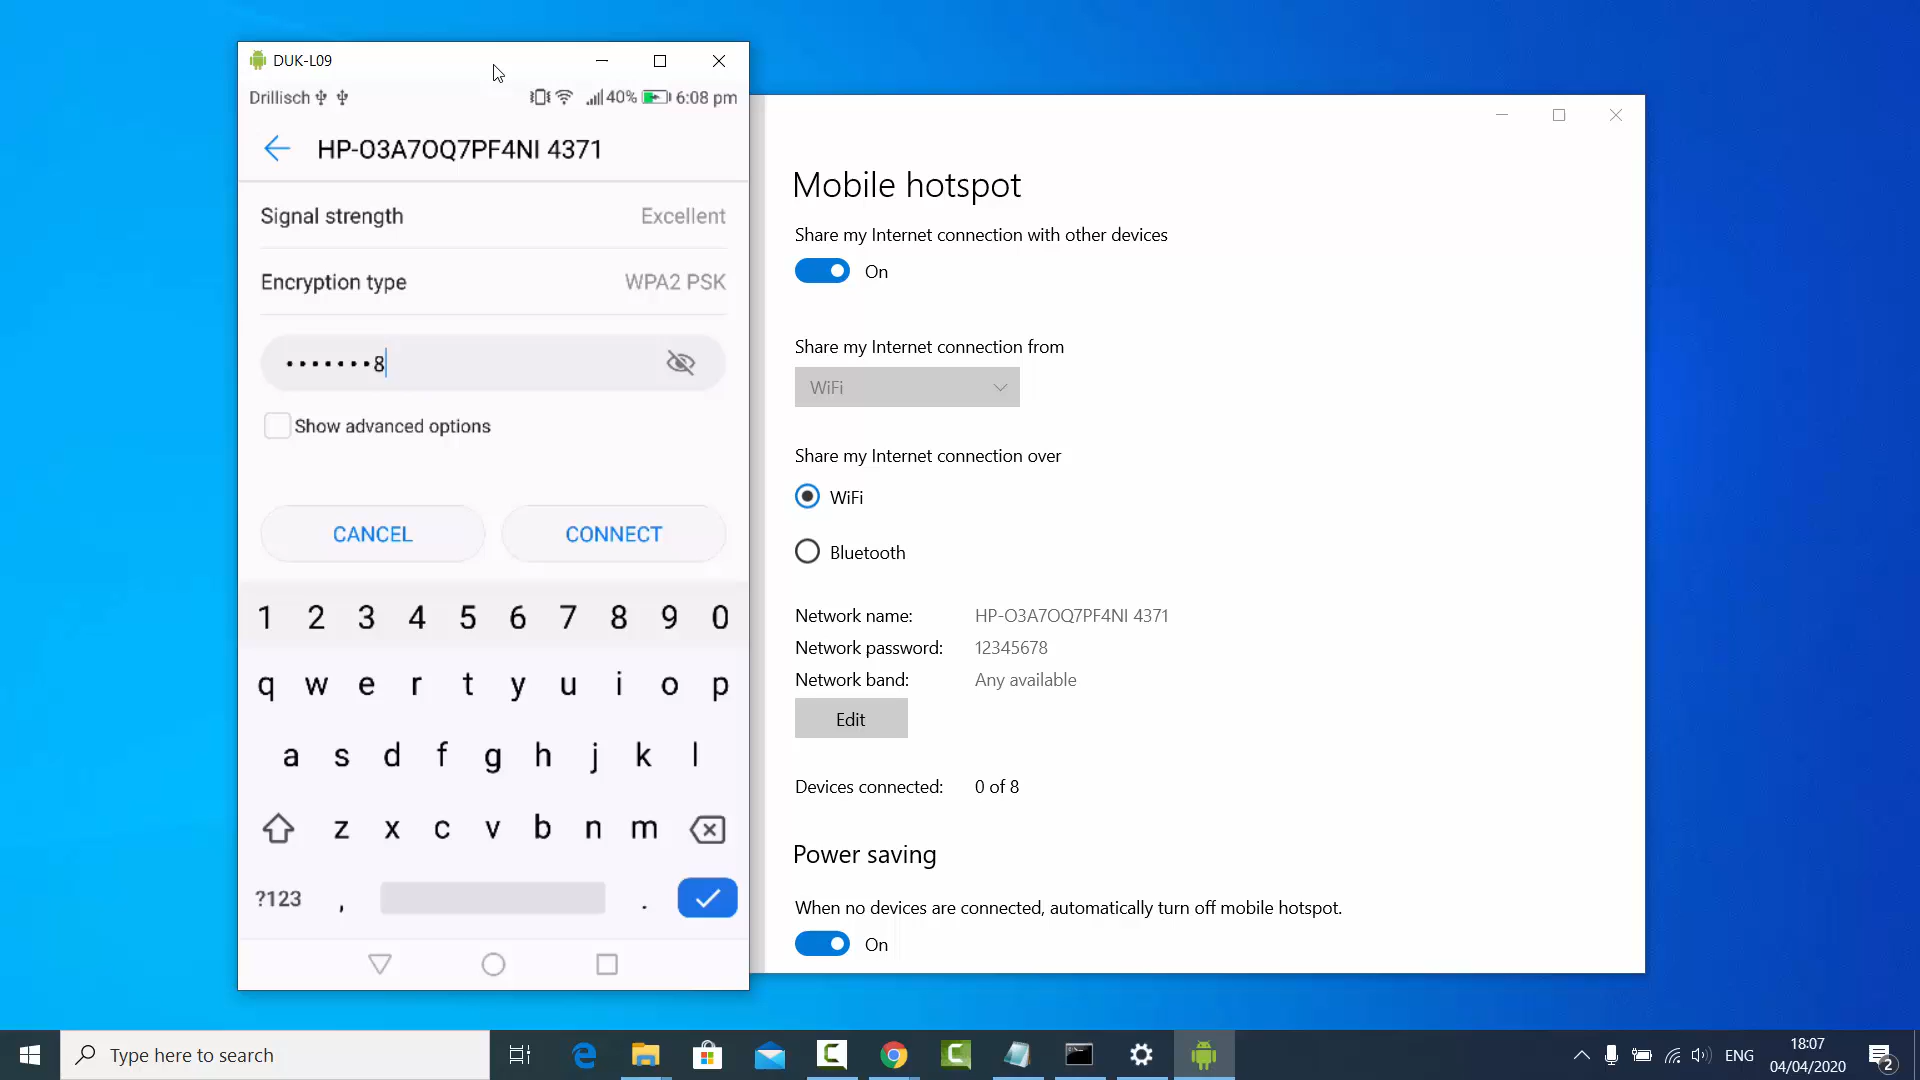 DUK-L09
Drillisch 40% 6:08 pm
HP-O3A7OQ7PF4NI 4371
Signal strength Excellent
Encryption type WPA2 PSK
•••••••8
Show advanced options
CANCEL CONNECT
1 2 3 4 5 6 7 8 9 0
q w e r t y u i o p
a s d f g h j k l
z x c v b n m
?123 , .
Mobile hotspot
Share my Internet connection with other devices
On
Share my Internet connection from
WiFi
Share my Internet connection over
WiFi
Bluetooth
Network name: HP-O3A7OQ7PF4NI 4371
Network password: 12345678
Network band: Any available
Edit
Devices connected: 0 of 8
Power saving
When no devices are connected, automatically turn off mobile hotspot.
On
Type here to search
ENG
18:07
04/04/2020
2